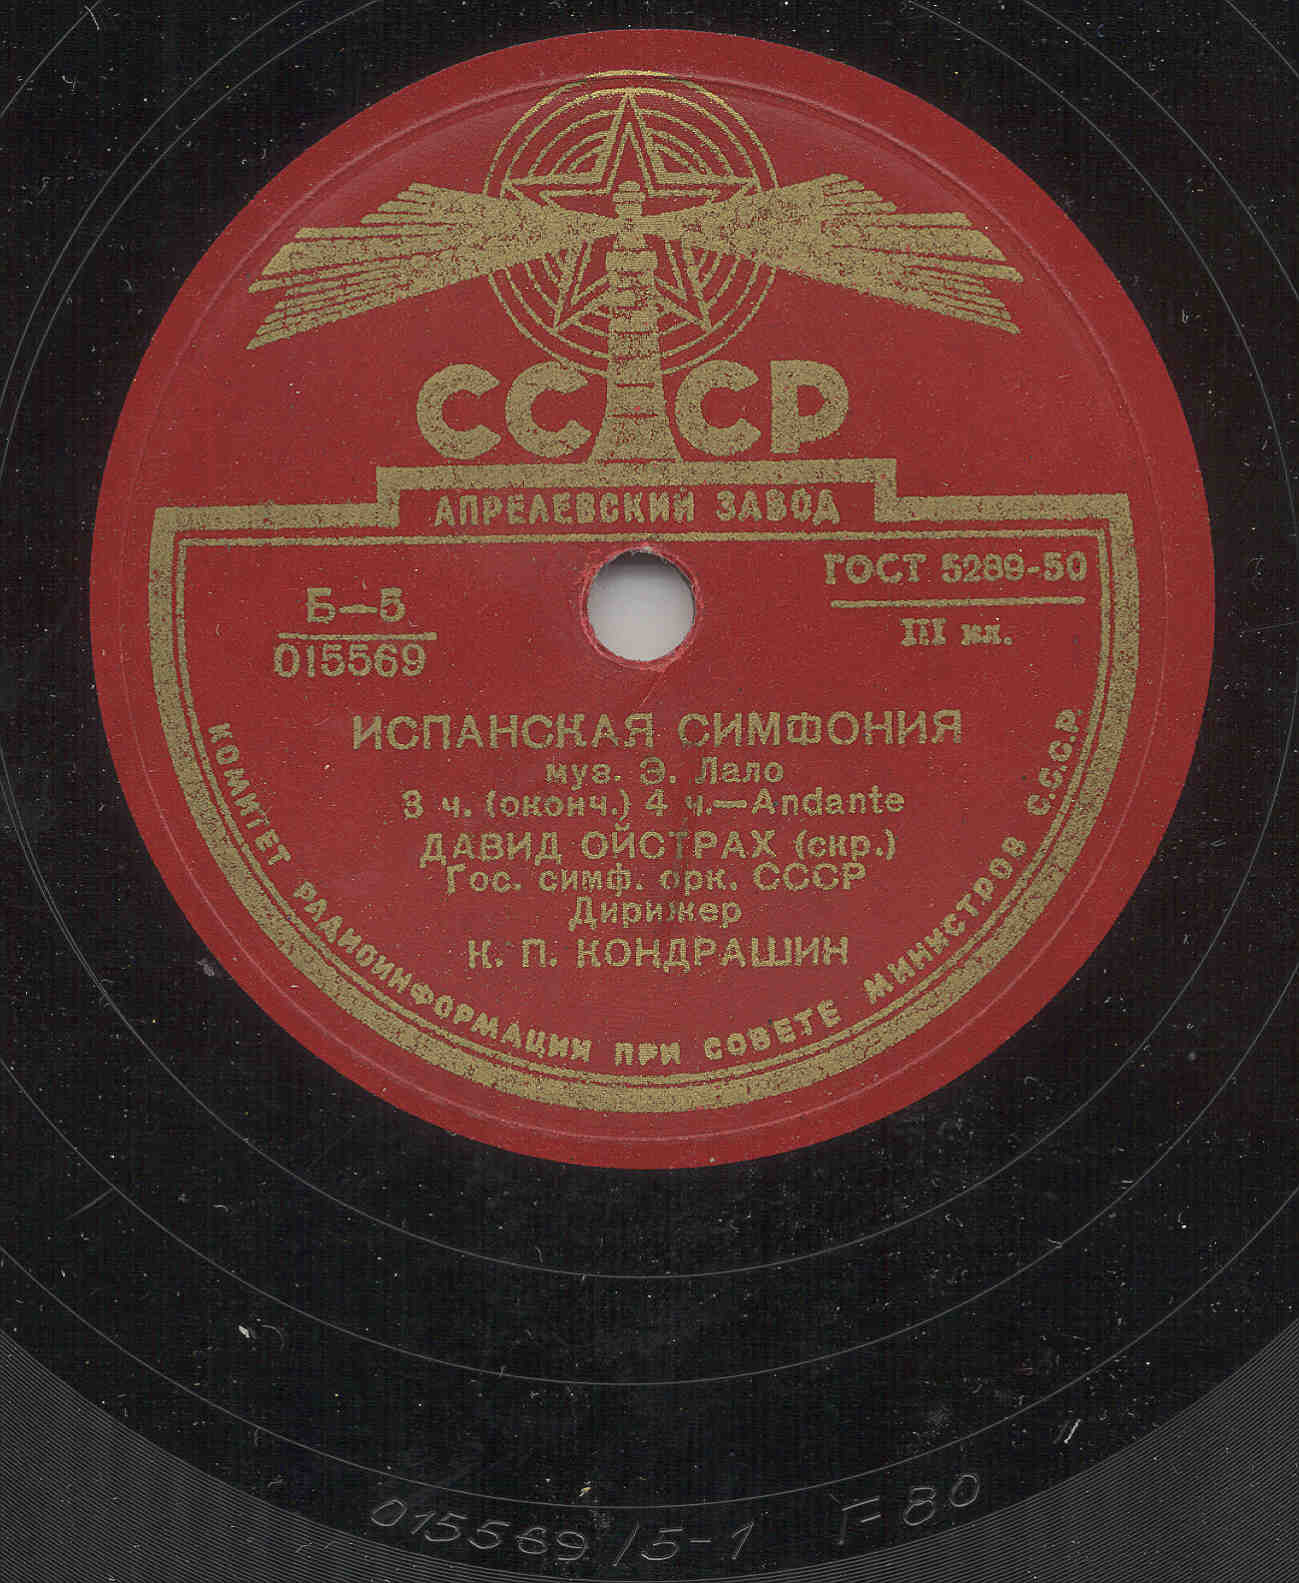 СССР
АПРЕЛЕВСКИЙ ЗАВОД
ГОСТ 5289-50
III кл.
Б—5
015569
ИСПАНСКАЯ СИМФОНИЯ
муз. Э. Лало
3 ч. (оконч.) 4 ч.—Andante
ДАВИД ОЙСТРАХ (скр.)
Гос. симф. орк. СССР
Дирижер
К. П. КОНДРАШИН
КОМИТЕТ РАДИОИНФОРМАЦИИ ПРИ СОВЕТЕ МИНИСТРОВ С.С.С.Р.
015569/5-1 Г-80